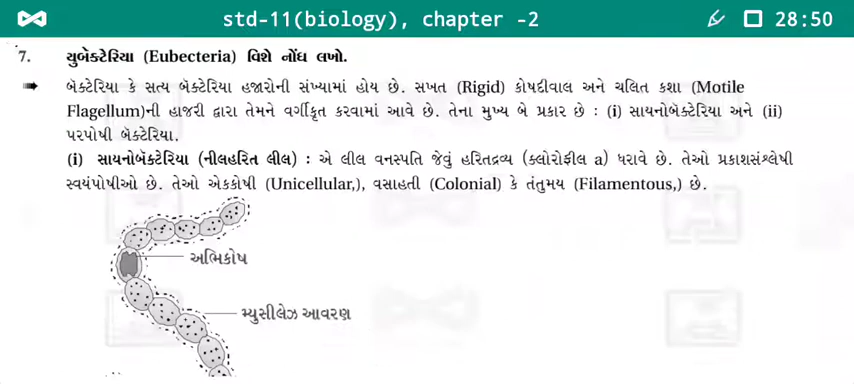 std-11(biology), chapter -2
28:50
7. યુબેક્ટેરિયા (Eubecteria) વિશે નોંધ લખો.
➠ બૅક્ટેરિયા કે સત્ય બૅક્ટેરિયા હજારોની સંખ્યામાં હોય છે. સખત (Rigid) કોષદીવાલ અને ચલિત કશા (Motile
Flagellum)ની હાજરી દ્વારા તેમને વર્ગીકૃત કરવામાં આવે છે. તેના મુખ્ય બે પ્રકાર છે : (i) સાયનોબૅક્ટેરિયા અને (ii)
પરપોષી બૅક્ટેરિયા.
(i) સાયનોબૅક્ટેરિયા (નીલહરિત લીલ) : એ લીલ વનસ્પતિ જેવું હરિતદ્રવ્ય (ક્લોરોફીલ a) ધરાવે છે. તેઓ પ્રકાશસંશ્લેષી
સ્વયંપોષીઓ છે. તેઓ એકકોષી (Unicellular,), વસાહતી (Colonial) કે તંતુમય (Filamentous,) છે.
અભિકોષ
મ્યુસીલેઝ આવરણ